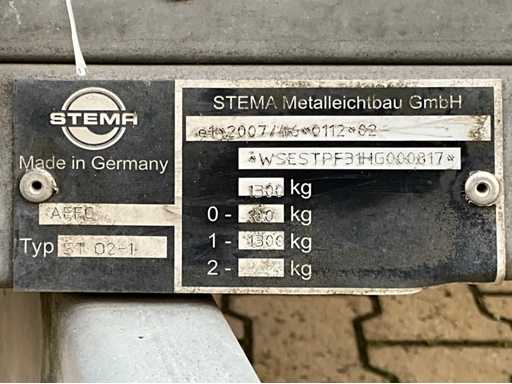 STEMA
Made in Germany
Typ ST 02-1
STEMA Metalleichtbau GmbH
e1*2007/46*0112*02
*WSESTPF31HG000817*
1300 kg
0 - kg
1 - 1300 kg
2 - kg